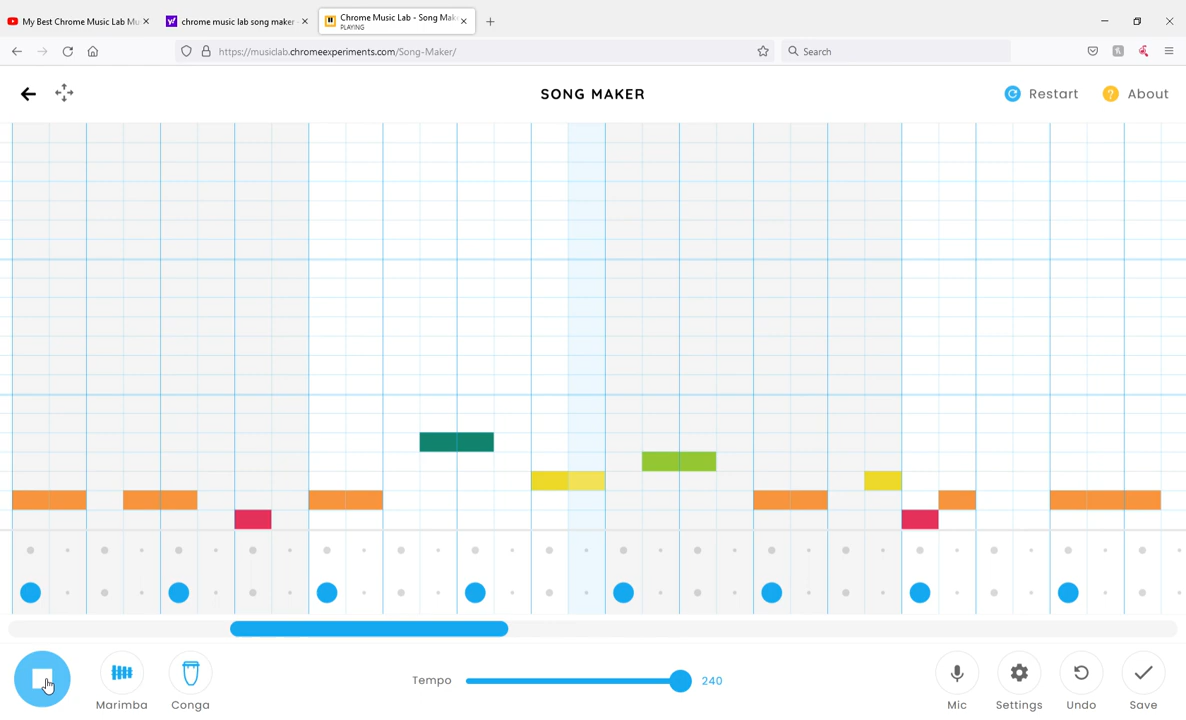 My Best Chrome Music Lab Mu
chrome music lab song maker
Chrome Music Lab - Song Mak
PLAYING
https://musiclab.chromeexperiments.com/Song-Maker/
Search
SONG MAKER
Restart
? About
Tempo
240
Marimba
Conga
Mic
Settings
Undo
Save